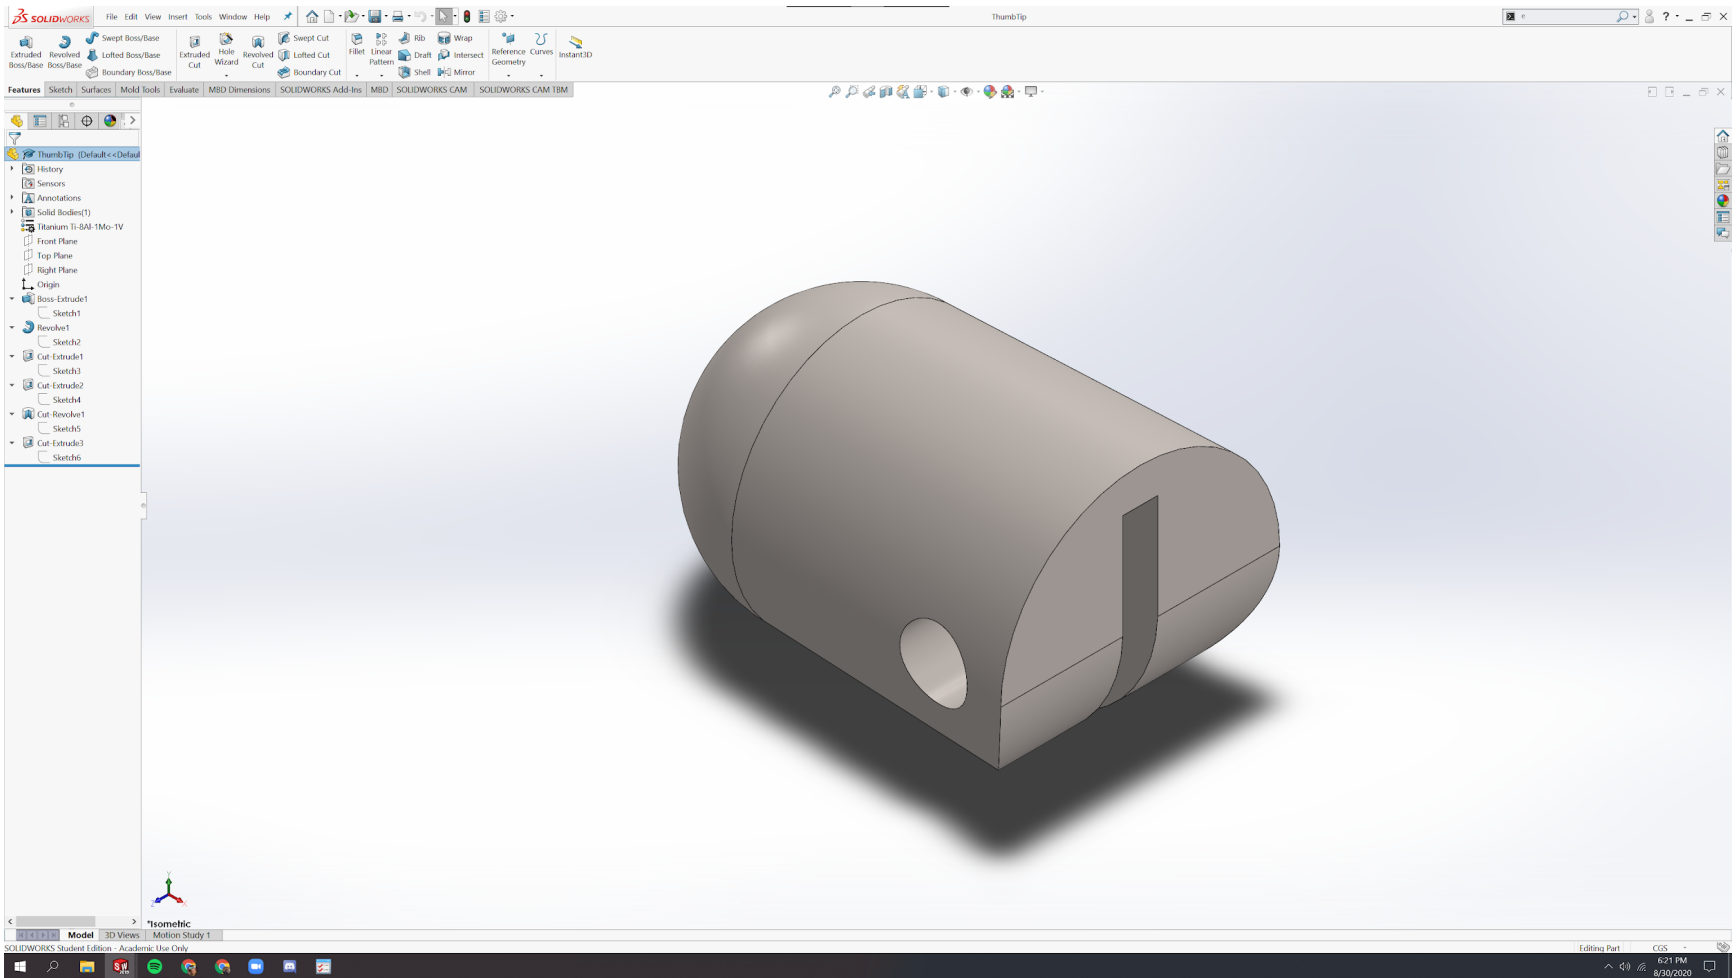 SOLIDWORKS File Edit View Insert Tools Window Help ThumbTip
Extruded Boss/Base
Revolved Boss/Base
Swept Boss/Base
Lofted Boss/Base
Boundary Boss/Base
Extruded Cut
Hole Wizard
Revolved Cut
Swept Cut
Lofted Cut
Boundary Cut
Fillet
Linear Pattern
Rib
Draft
Shell
Wrap
Intersect
Mirror
Reference Geometry
Curves
Instant3D
Features Sketch Surfaces Mold Tools Evaluate MBD Dimensions SOLIDWORKS Add-Ins MBD SOLIDWORKS CAM SOLIDWORKS CAM TBM
ThumbTip (Default<<Defaul
History
Sensors
Annotations
Solid Bodies(1)
Titanium Ti-8Al-1Mo-1V
Front Plane
Top Plane
Right Plane
Origin
Boss-Extrude1
Sketch1
Revolve1
Sketch2
Cut-Extrude1
Sketch3
Cut-Extrude2
Sketch4
Cut-Revolve1
Sketch5
Cut-Extrude3
Sketch6
Y
Z
X
*Isometric
Model 3D Views Motion Study 1
SOLIDWORKS Student Edition - Academic Use Only Editing Part CGS
6:21 PM
8/30/2020